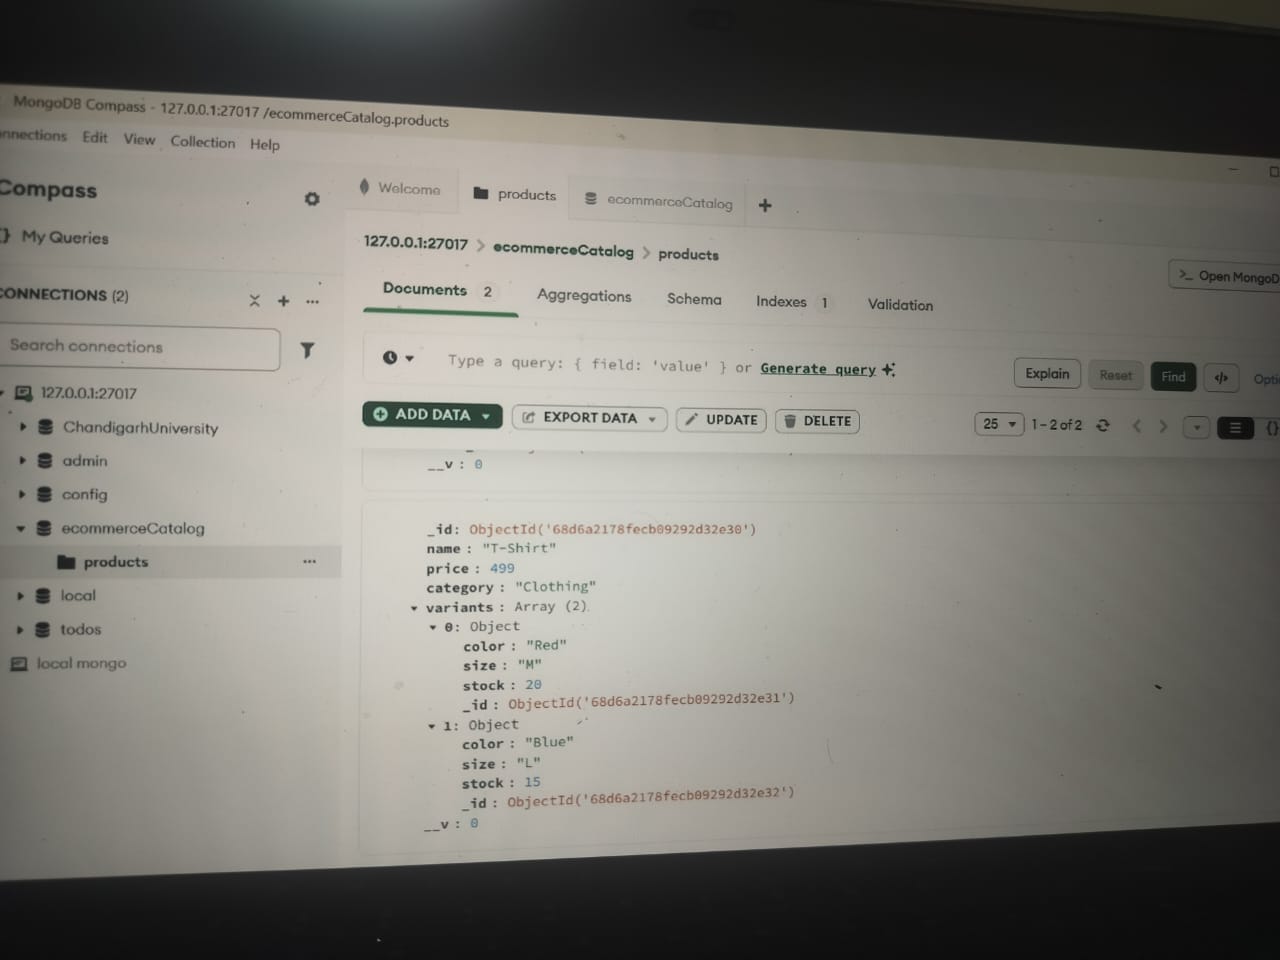 MongoDB Compass - 127.0.0.1:27017 /ecommerceCatalog.products
Edit View Collection Help
Compass
My Queries
CONNECTIONS (2)
Search connections
127.0.0.1:27017
ChandigarhUniversity
admin
config
ecommerceCatalog
products
local
todos
local mongo
Welcome products ecommerceCatalog
127.0.0.1:27017 > ecommerceCatalog > products
>_ Open MongoD
Documents 2 Aggregations Schema Indexes 1 Validation
Type a query: { field: 'value' } or Generate query
Explain Reset Find </>
ADD DATA EXPORT DATA UPDATE DELETE
25 1 – 2 of 2
__v : 0
_id: ObjectId('68d6a2178fecb09292d32e30')
name : "T-Shirt"
price : 499
category : "Clothing"
variants : Array (2)
0: Object
color : "Red"
size : "M"
stock : 20
_id : ObjectId('68d6a2178fecb09292d32e31')
1: Object
color : "Blue"
size : "L"
stock : 15
_id : ObjectId('68d6a2178fecb09292d32e32')
__v : 0